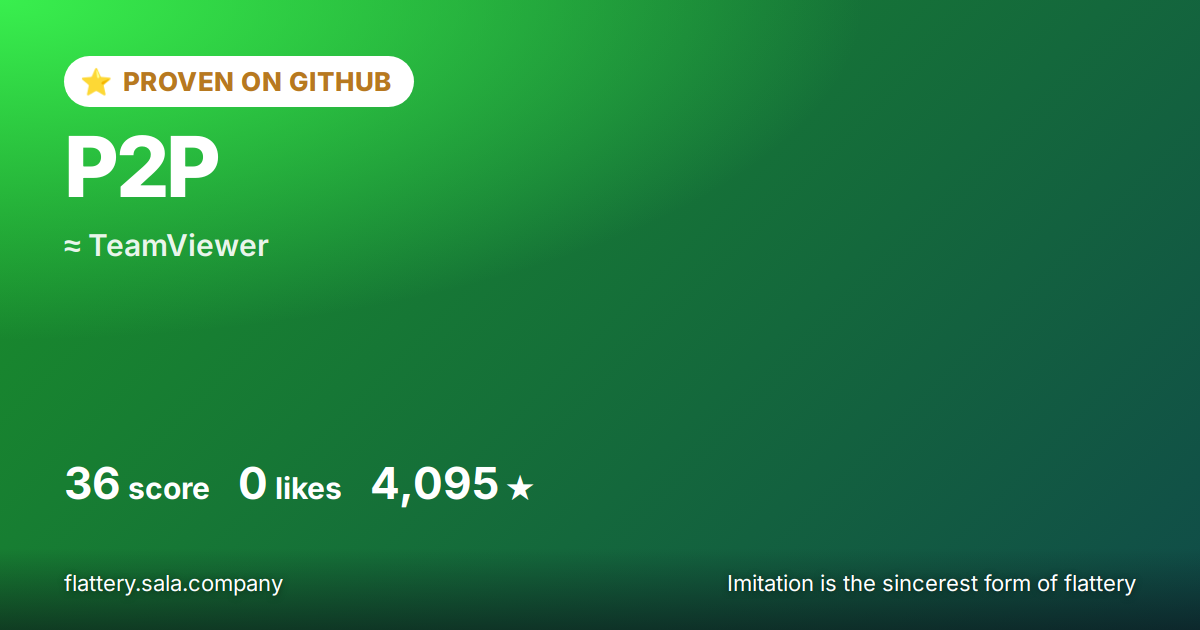 ⭐ PROVEN ON GITHUB
P2P
≈ TeamViewer
36 score 0 likes 4,095 ★
flattery.sala.company
Imitation is the sincerest form of flattery